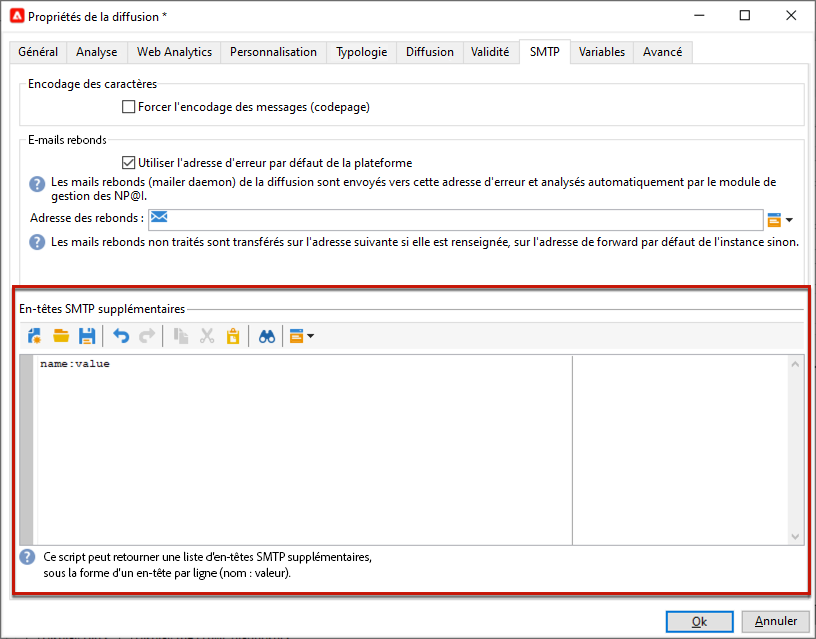 Propriétés de la diffusion *
Général Analyse Web Analytics Personnalisation Typologie Diffusion Validité SMTP Variables Avancé
Encodage des caractères
Forcer l'encodage des messages (codepage)
E-mails rebonds
Utiliser l'adresse d'erreur par défaut de la plateforme
Les mails rebonds (mailer daemon) de la diffusion sont envoyés vers cette adresse d'erreur et analysés automatiquement par le module de
gestion des NP@I.
Adresse des rebonds :
Les mails rebonds non traités sont transférés sur l'adresse suivante si elle est renseignée, sur l'adresse de forward par défaut de l'instance sinon.
En-têtes SMTP supplémentaires
name:value
Ce script peut retourner une liste d'en-têtes SMTP supplémentaires,
sous la forme d'un en-tête par ligne (nom : valeur).
Ok Annuler